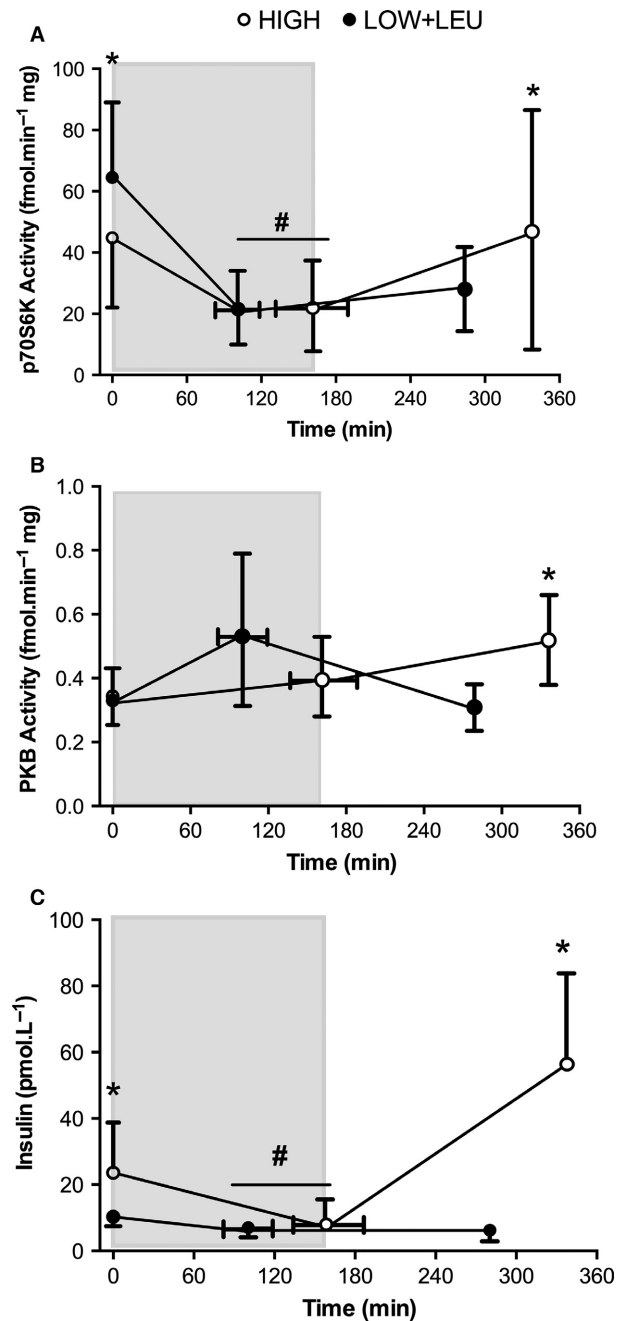 HIGH LOW+LEU
A
*
*
#
100
80
60
40
20
0
p70S6K Activity (fmol.min⁻¹ mg)
0 60 120 180 240 300 360
Time (min)
B
*
1.0
0.8
0.6
0.4
0.2
0.0
PKB Activity (fmol.min⁻¹ mg)
0 60 120 180 240 300 360
Time (min)
C
*
*
#
100
80
60
40
20
0
Insulin (pmol.L⁻¹)
0 60 120 180 240 300 360
Time (min)